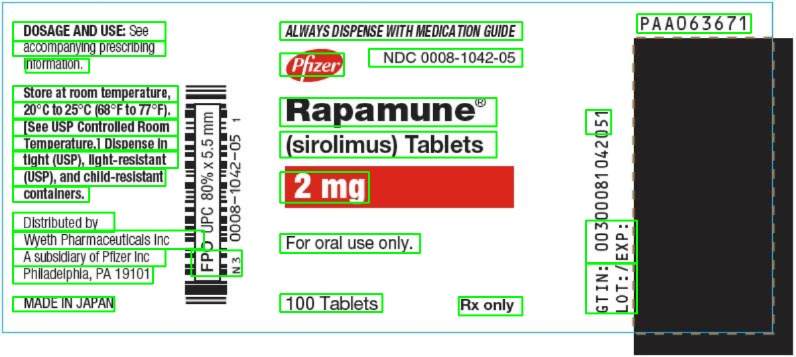 DOSAGE AND USE: See
accompanying prescribing
information.
Store at room temperature,
20°C to 25°C (68°F to 77°F).
[See USP Controlled Room
Temperature.] Dispense in
tight (USP), light-resistant
(USP), and child-resistant
containers.
Distributed by
Wyeth Pharmaceuticals Inc
A subsidiary of Pfizer Inc
Philadelphia, PA 19101
MADE IN JAPAN
FPO UPC 80% x 5.5 mm
N3 0008-1042-05 1
ALWAYS DISPENSE WITH MEDICATION GUIDE
Pfizer
NDC 0008-1042-05
Rapamune®
(sirolimus) Tablets
2 mg
For oral use only.
100 Tablets
Rx only
PAA063671
GTIN: 00300081042051
LOT:/EXP: